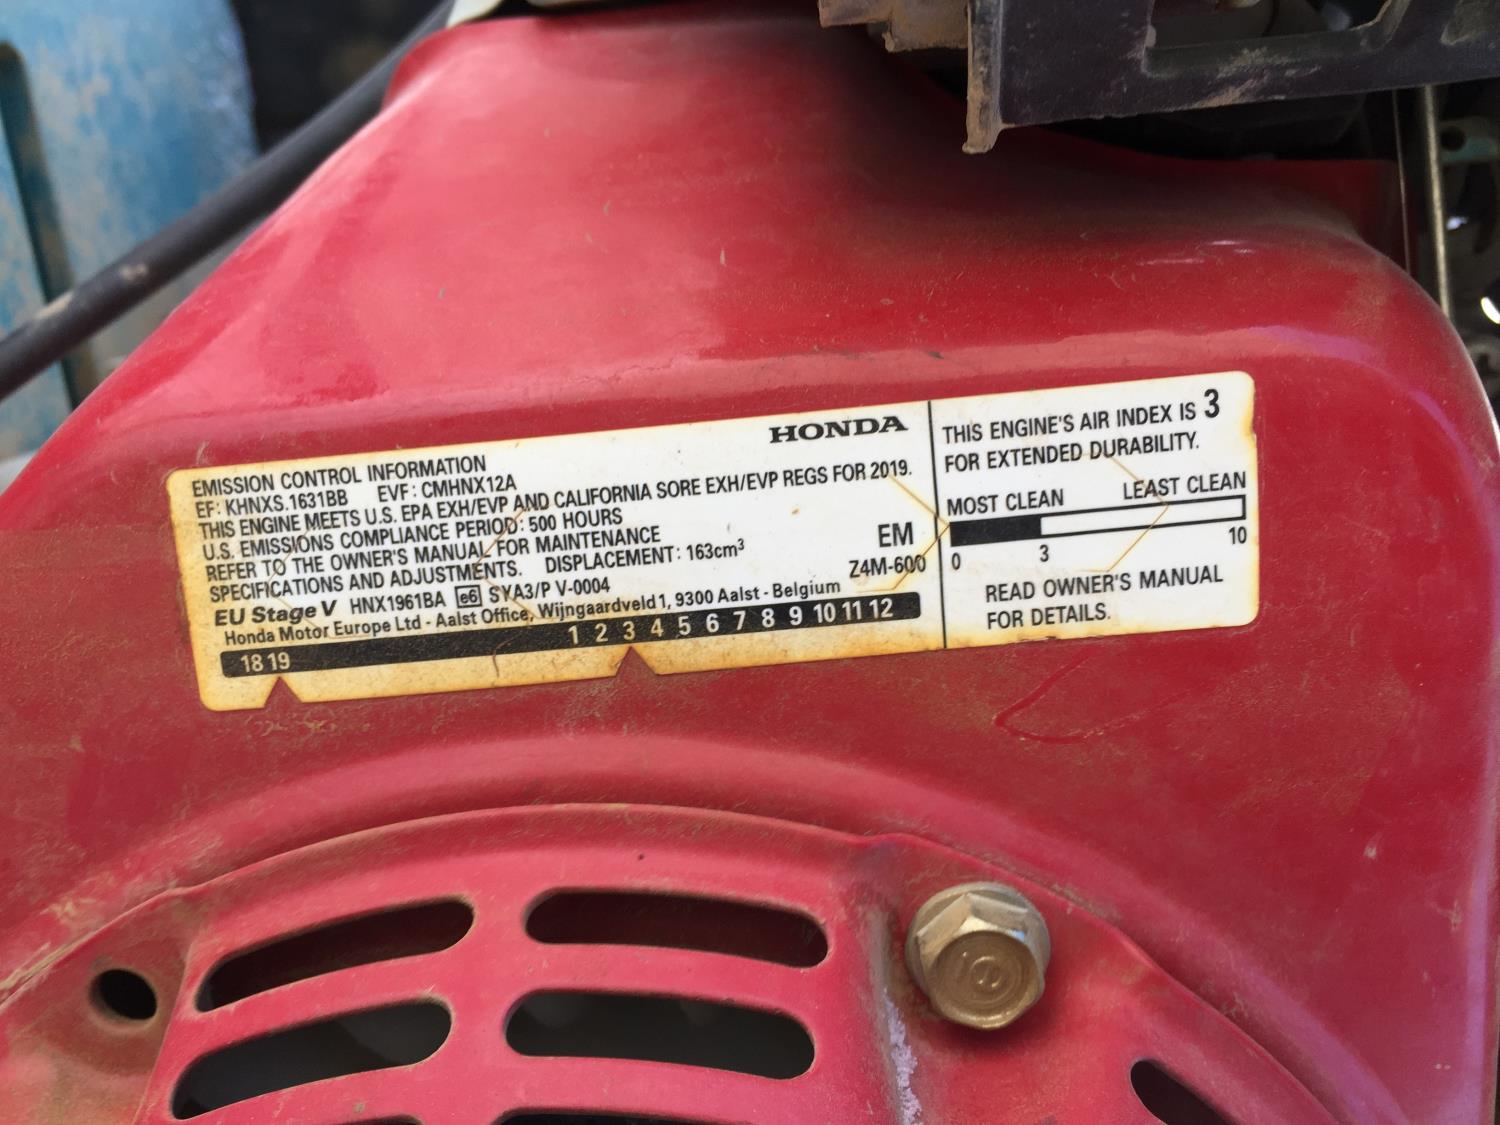 HONDA
EMISSION CONTROL INFORMATION
EF: KHNXS.1631BB EVF: CMHNX12A
THIS ENGINE MEETS U.S. EPA EXH/EVP AND CALIFORNIA SORE EXH/EVP REGS FOR 2019.
U.S. EMISSIONS COMPLIANCE PERIOD: 500 HOURS
REFER TO THE OWNER'S MANUAL FOR MAINTENANCE
SPECIFICATIONS AND ADJUSTMENTS. DISPLACEMENT: 163cm³
EM
Z4M-600
EU Stage V HNX1961BA e6 SYA3/P V-0004
Honda Motor Europe Ltd - Aalst Office, Wijngaardveld 1, 9300 Aalst - Belgium
18 19 1 2 3 4 5 6 7 8 9 10 11 12
THIS ENGINE'S AIR INDEX IS 3
FOR EXTENDED DURABILITY.
MOST CLEAN LEAST CLEAN
0 3 10
READ OWNER'S MANUAL
FOR DETAILS.